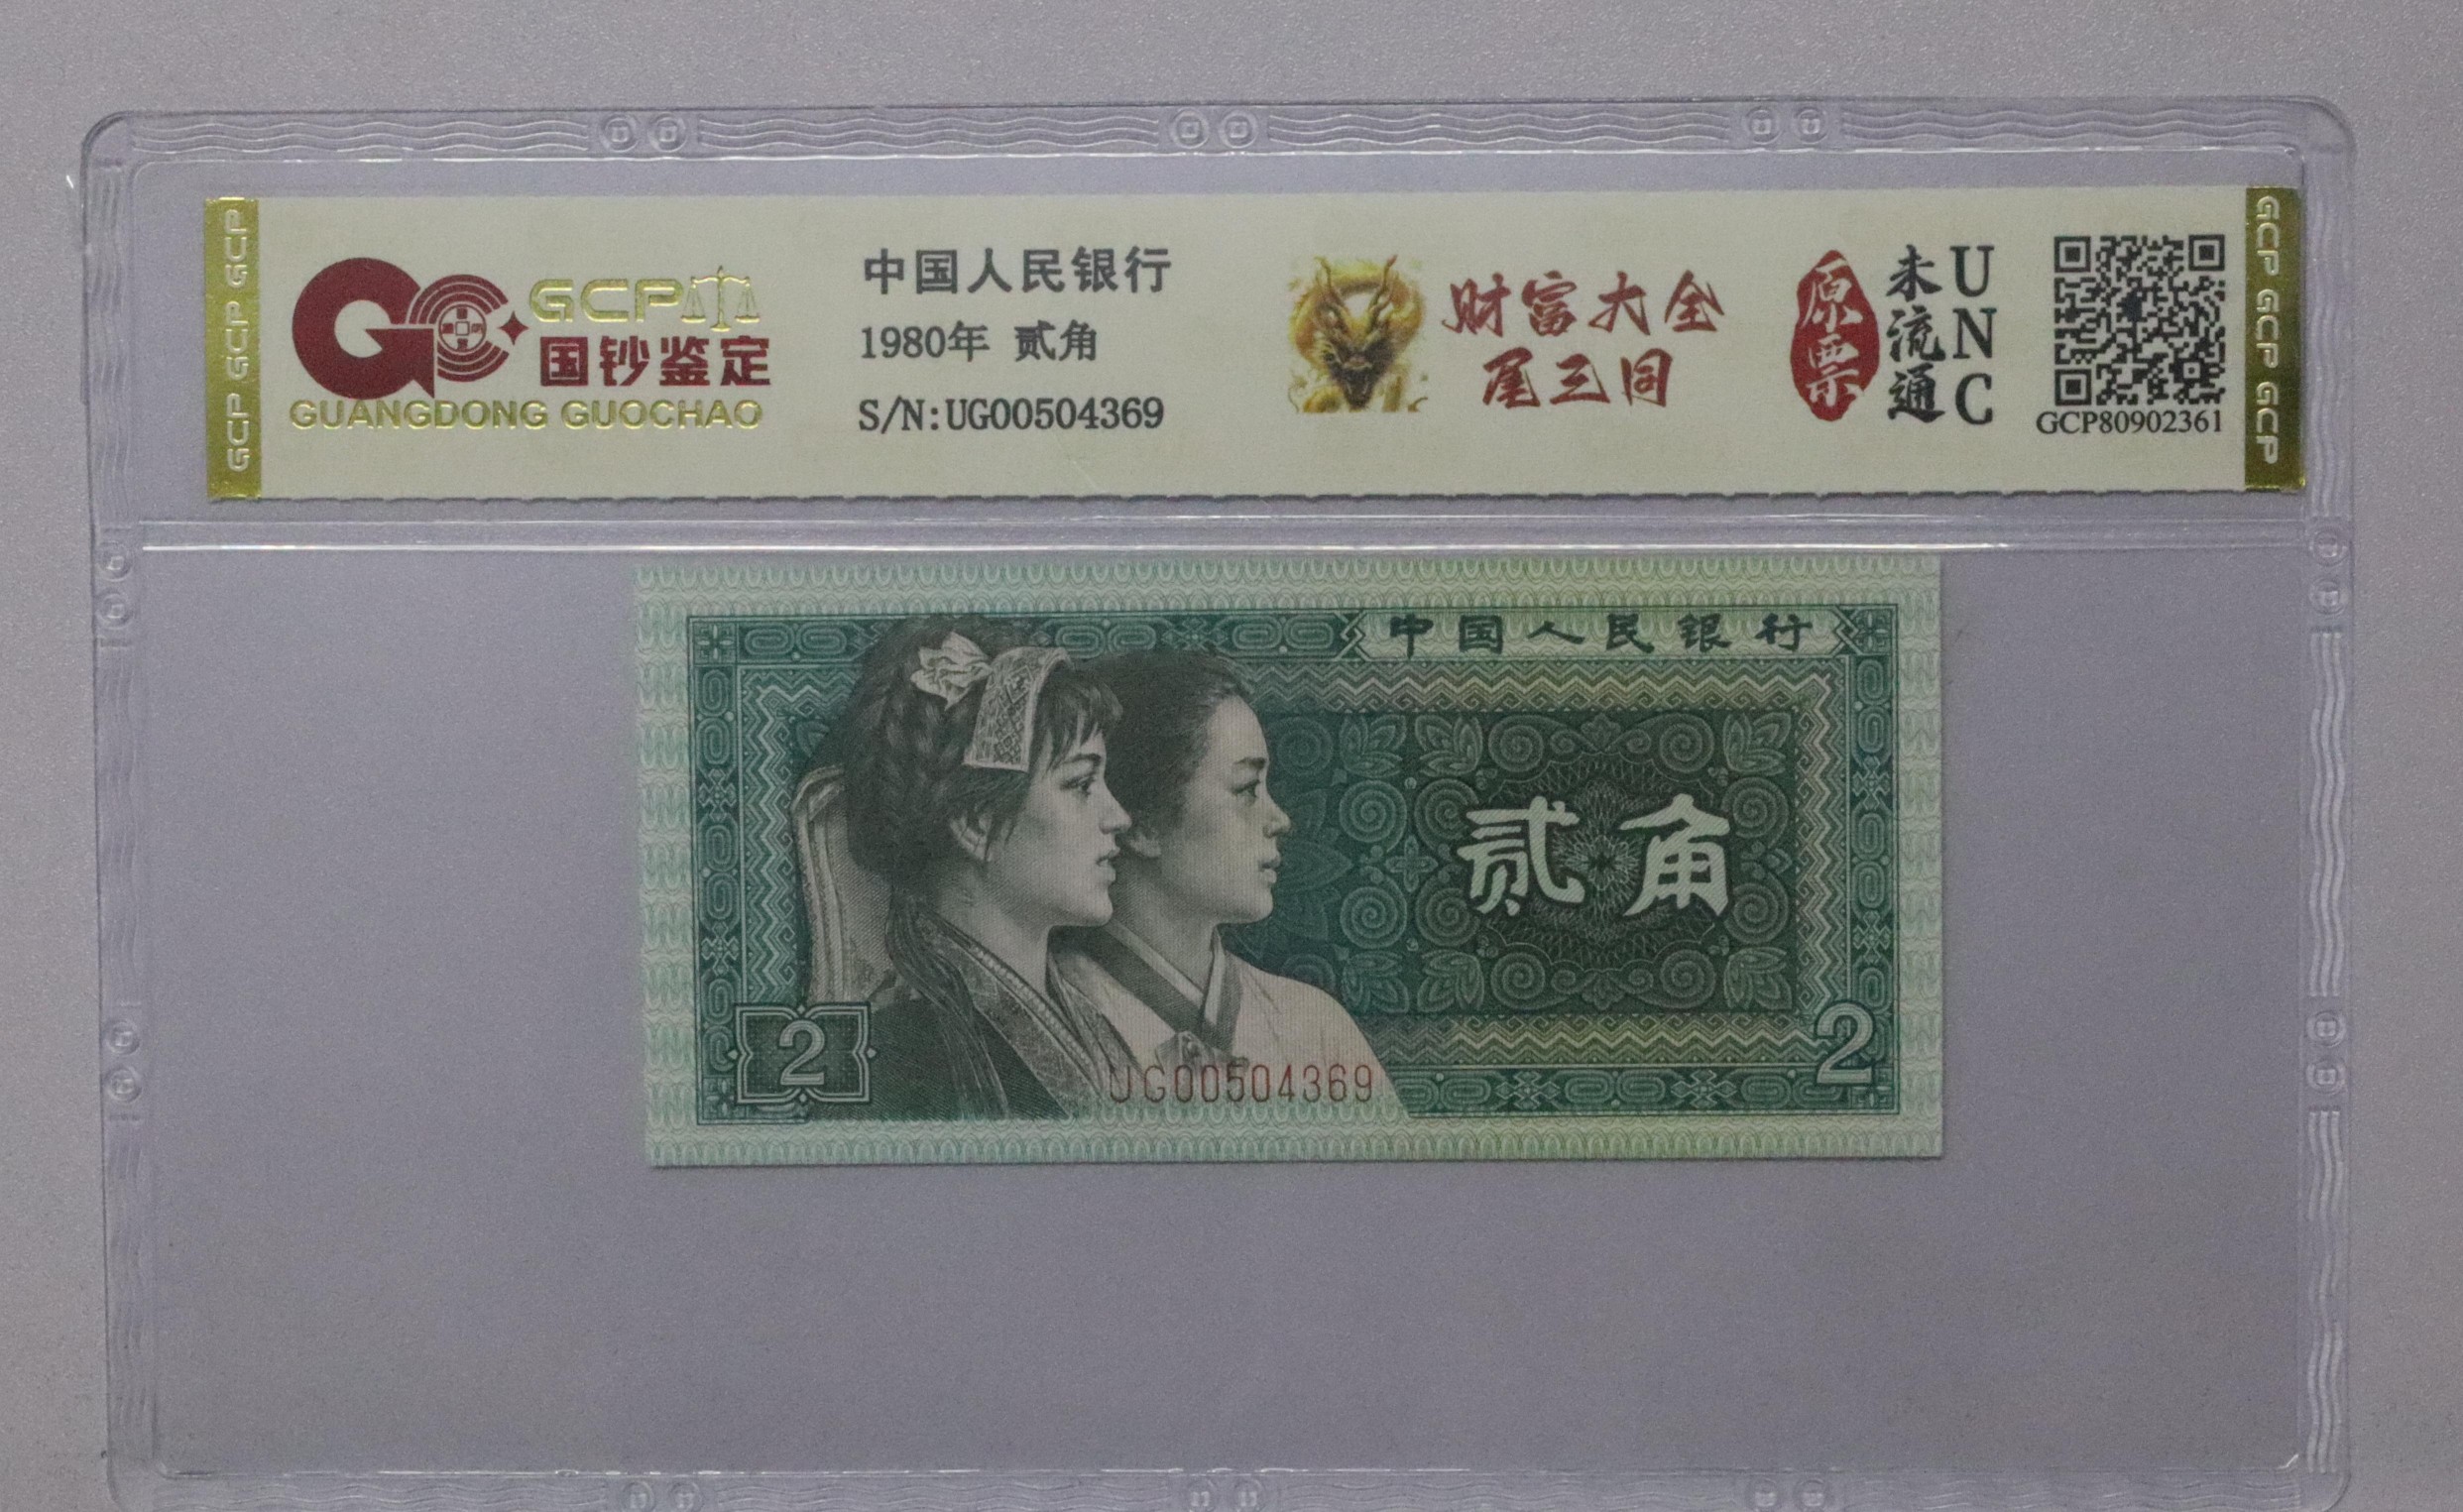 GCP GCP GCP
GCP
国钞鉴定
GUANGDONG GUOCHAO
中国人民银行
1980年 贰角
S/N:UG00504369
财富大全
尾三同
原票
未流通
UNC
GCP80902361
GCP GCP GCP
中国人民银行
贰角
2
2
UG00504369